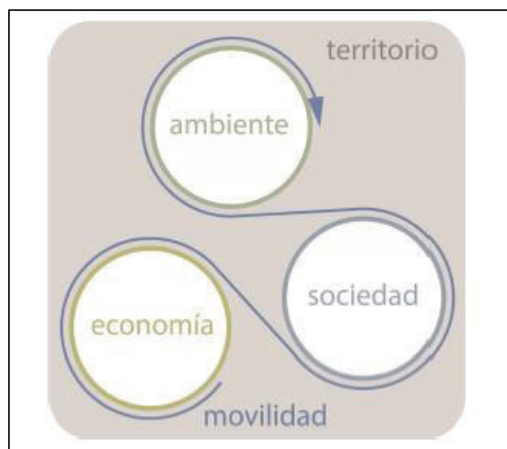 territorio
ambiente
sociedad
economía
movilidad